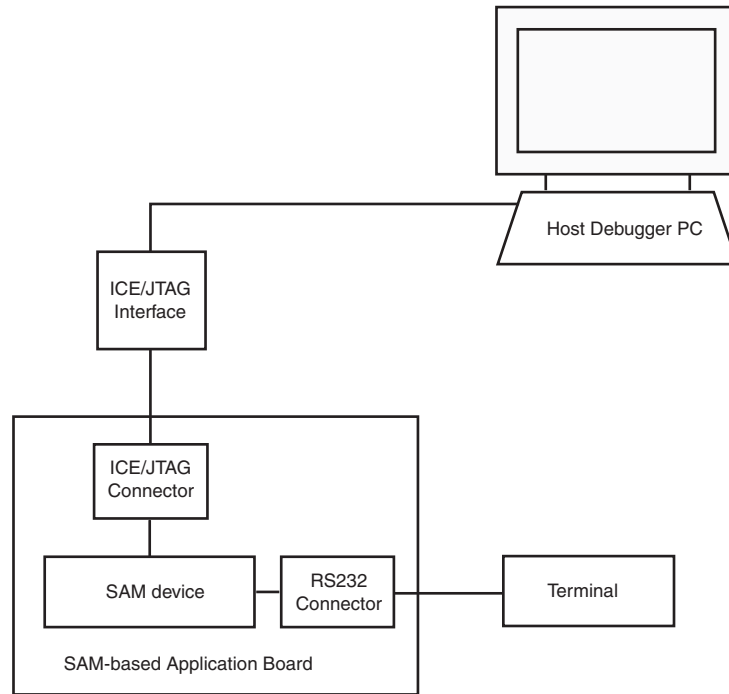 Host Debugger PC
ICE/JTAG
Interface
ICE/JTAG
Connector
SAM device
RS232
Connector
Terminal
SAM-based Application Board